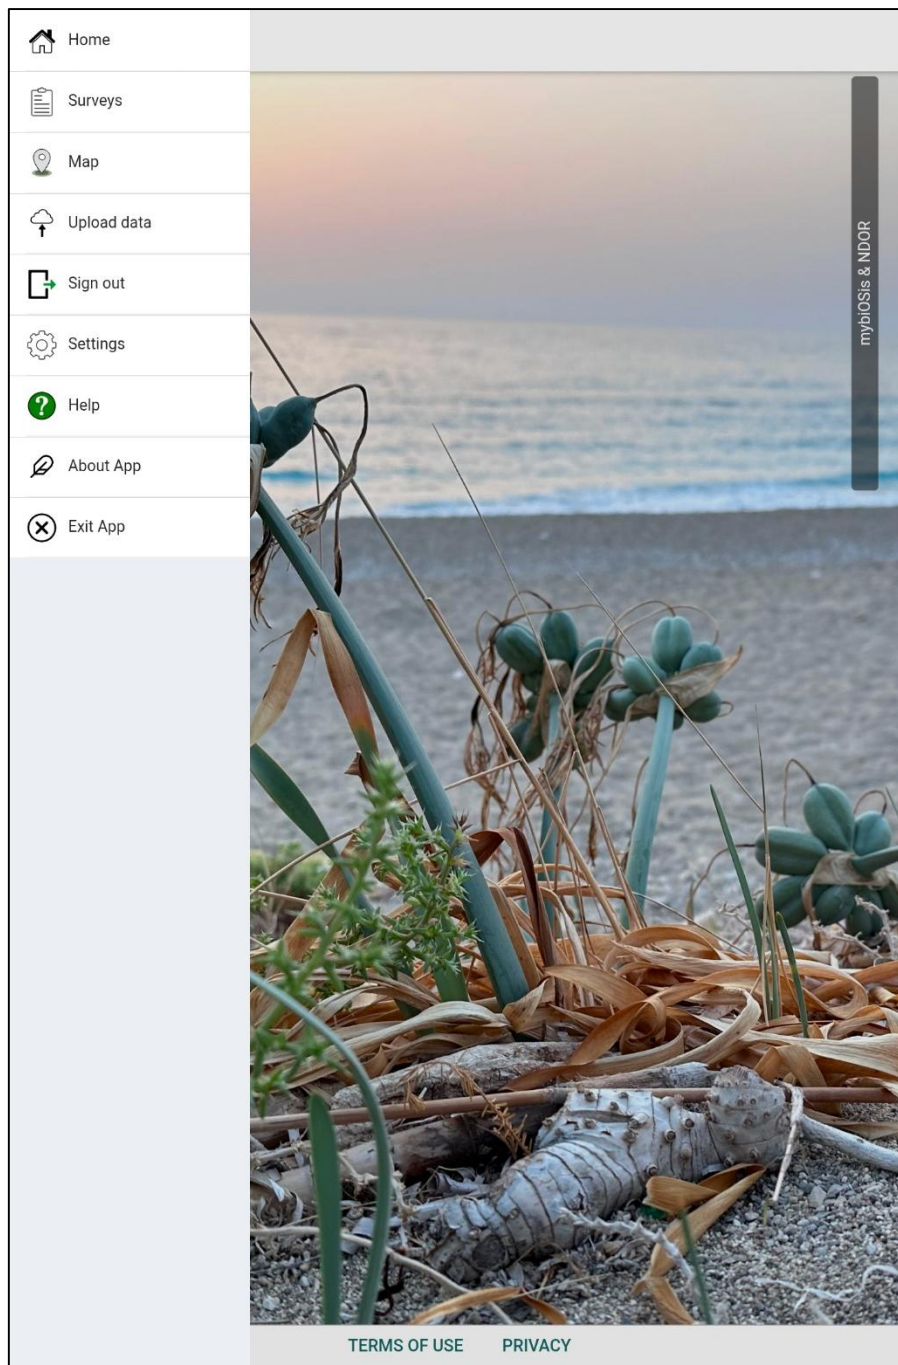 Home
Surveys
Map
Upload data
Sign out
Settings
Help
About App
Exit App
mybiOSis & NDOR
TERMS OF USE PRIVACY